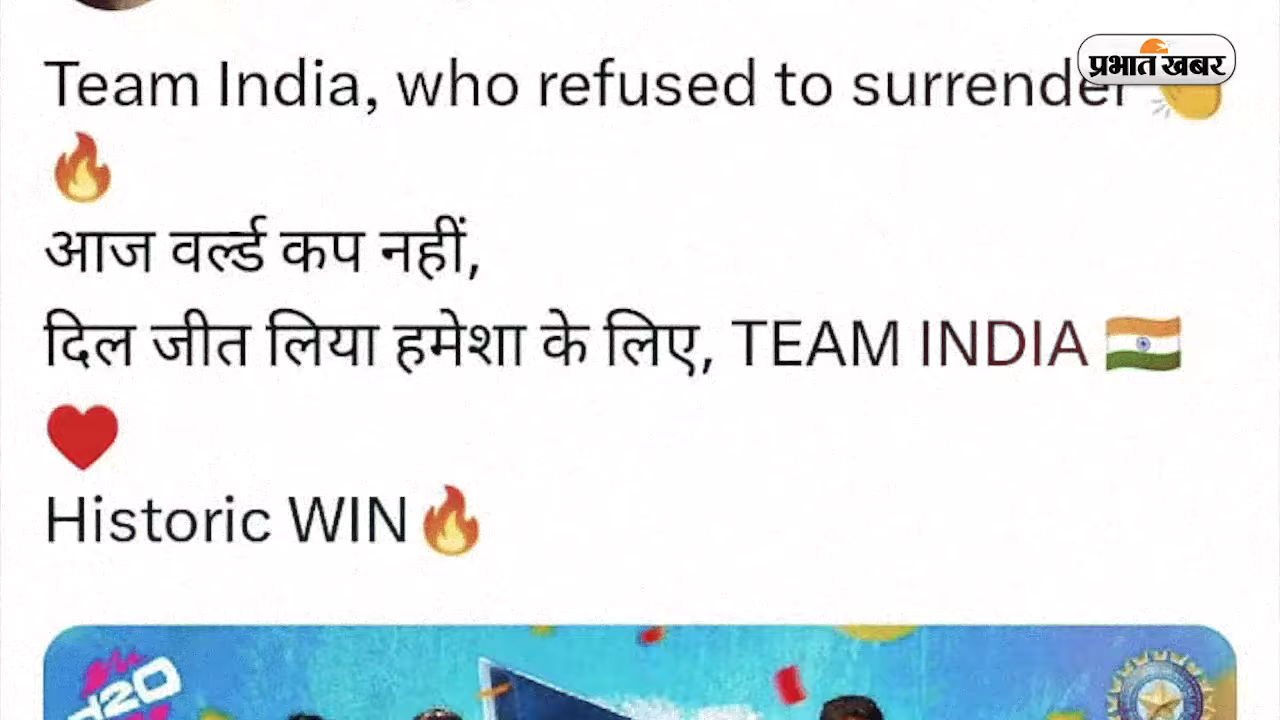 प्रभात खबर
Team India, who refused to surrender 👏
🔥
आज वर्ल्ड कप नहीं,
दिल जीत लिया हमेशा के लिए, TEAM INDIA 🇮🇳
❤️
Historic WIN🔥